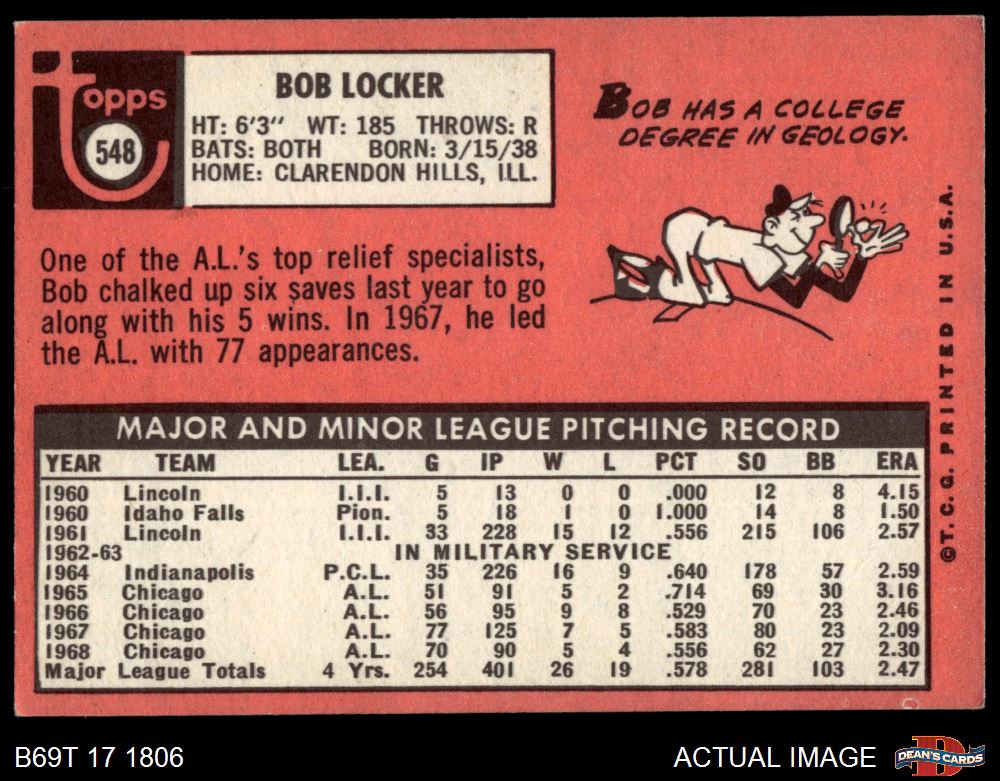 topps
548
BOB LOCKER
HT: 6'3" WT: 185 THROWS: R
BATS: BOTH BORN: 3/15/38
HOME: CLARENDON HILLS, ILL.
BOB HAS A COLLEGE
DEGREE IN GEOLOGY.
One of the A.L.'s top relief specialists,
Bob chalked up six saves last year to go
along with his 5 wins. In 1967, he led
the A.L. with 77 appearances.
MAJOR AND MINOR LEAGUE PITCHING RECORD
YEAR TEAM LEA. G IP W L PCT SO BB ERA
1960 Lincoln I.I.I. 5 13 0 0 .000 12 8 4.15
1960 Idaho Falls Pion. 5 18 1 0 1.000 14 8 1.50
1961 Lincoln I.I.I. 33 228 15 12 .556 215 106 2.57
1962-63 IN MILITARY SERVICE
1964 Indianapolis P.C.L. 35 226 16 9 .640 178 57 2.59
1965 Chicago A.L. 51 91 5 2 .714 69 30 3.16
1966 Chicago A.L. 56 95 9 8 .529 70 23 2.46
1967 Chicago A.L. 77 125 7 5 .583 80 23 2.09
1968 Chicago A.L. 70 90 5 4 .556 62 27 2.30
Major League Totals 4 Yrs. 254 401 26 19 .578 281 103 2.47
©T.C.G. PRINTED IN U.S.A.
B69T 17 1806
ACTUAL IMAGE
DEAN'S CARDS